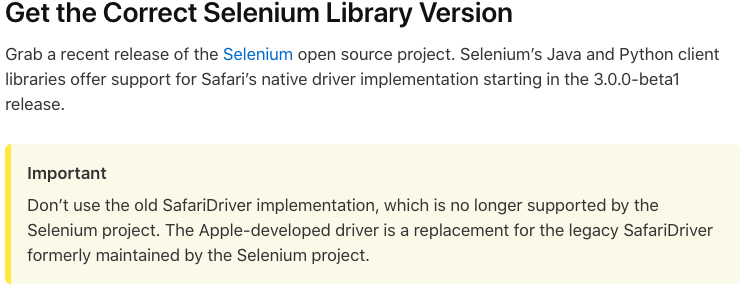 Get the Correct Selenium Library Version
Grab a recent release of the Selenium open source project. Selenium’s Java and Python client
libraries offer support for Safari’s native driver implementation starting in the 3.0.0-beta1
release.
Important
Don’t use the old SafariDriver implementation, which is no longer supported by the
Selenium project. The Apple-developed driver is a replacement for the legacy SafariDriver
formerly maintained by the Selenium project.